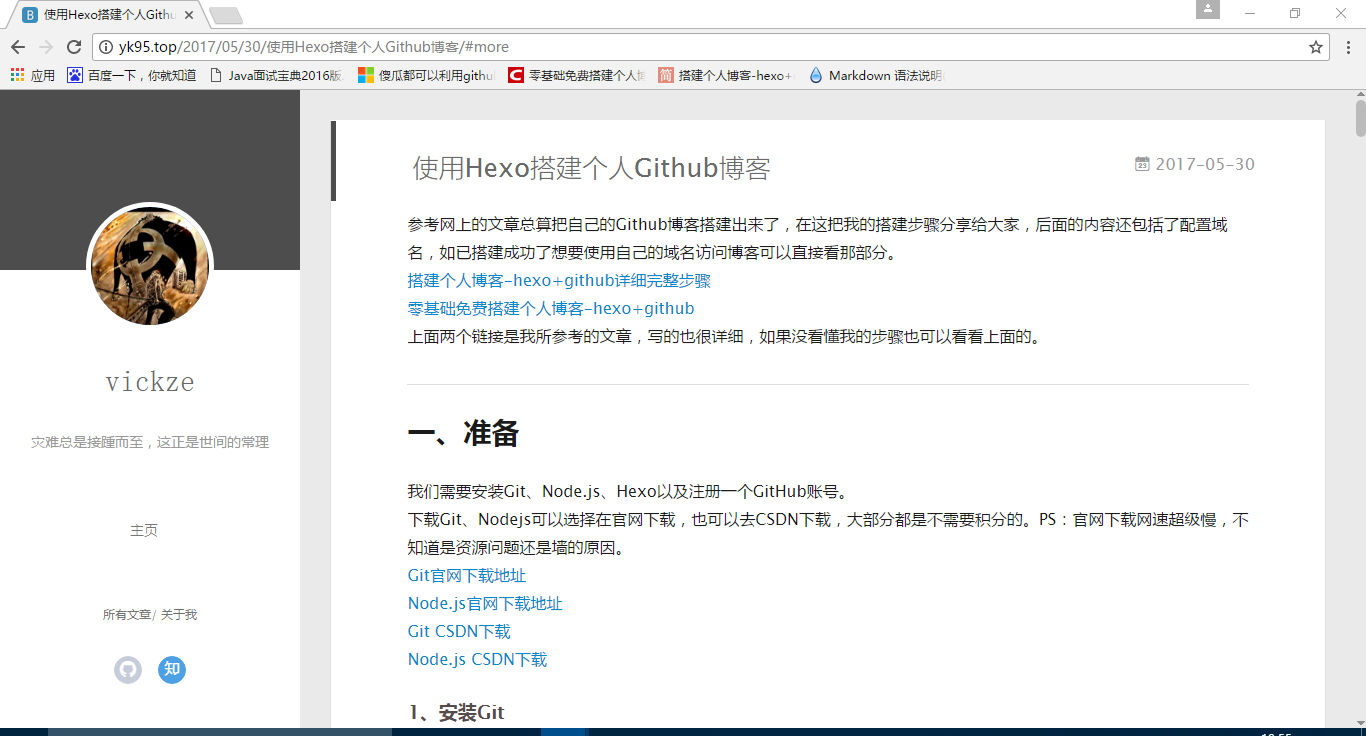 使用Hexo搭建个人Githu
yk95.top/2017/05/30/使用Hexo搭建个人Github博客/#more
应用 百度一下，你就知道 Java面试宝典2016版 傻瓜都可以利用githu 零基础免费搭建个人博 搭建个人博客-hexo+ Markdown 语法说明
使用Hexo搭建个人Github博客
2017-05-30
参考网上的文章总算把自己的Github博客搭建出来了，在这把我的搭建步骤分享给大家，后面的内容还包括了配置域
名，如已搭建成功了想要使用自己的域名访问博客可以直接看那部分。
搭建个人博客-hexo+github详细完整步骤
零基础免费搭建个人博客-hexo+github
上面两个链接是我所参考的文章，写的也很详细，如果没看懂我的步骤也可以看看上面的。
vickze
灾难总是接踵而至，这正是世间的常理
主页
所有文章/ 关于我
知
一、准备
我们需要安装Git、Node.js、Hexo以及注册一个GitHub账号。
下载Git、Nodejs可以选择在官网下载，也可以去CSDN下载，大部分都是不需要积分的。PS：官网下载网速超级慢，不
知道是资源问题还是墙的原因。
Git官网下载地址
Node.js官网下载地址
Git CSDN下载
Node.js CSDN下载
1、安装Git